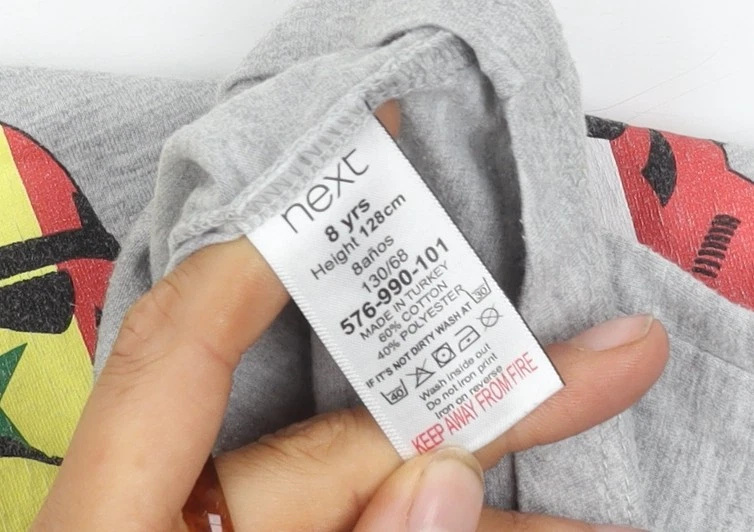 next
8 yrs
Height 128cm
8años
130/68
576-990-101
MADE IN TURKEY
60% COTTON
40% POLYESTER
IF IT'S NOT DIRTY WASH AT 30
40
Wash inside out
Do not iron print
Iron on reverse
KEEP AWAY FROM FIRE